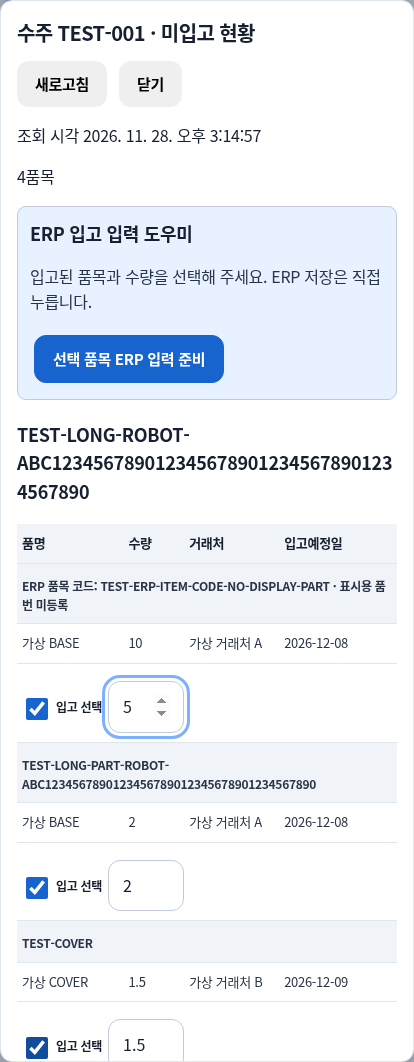 수주 TEST-001 · 미입고 현황
새로고침 닫기
조회 시각 2026. 11. 28. 오후 3:14:57
4품목
ERP 입고 입력 도우미
입고된 품목과 수량을 선택해 주세요. ERP 저장은 직접
누릅니다.
선택 품목 ERP 입력 준비
TEST-LONG-ROBOT-
ABC12345678901234567890123456789​0123
4567890
품명 수량 거래처 입고예정일
ERP 품목 코드: TEST-ERP-ITEM-CODE-NO-DISPLAY-PART · 표시용 품
번 미등록
가상 BASE 10 가상 거래처 A 2026-12-08
입고 선택 5
TEST-LONG-PART-ROBOT-
ABC1234567890123456789012345678901234567890
가상 BASE 2 가상 거래처 A 2026-12-08
입고 선택 2
TEST-COVER
가상 COVER 1.5 가상 거래처 B 2026-12-09
입고 선택 1.5